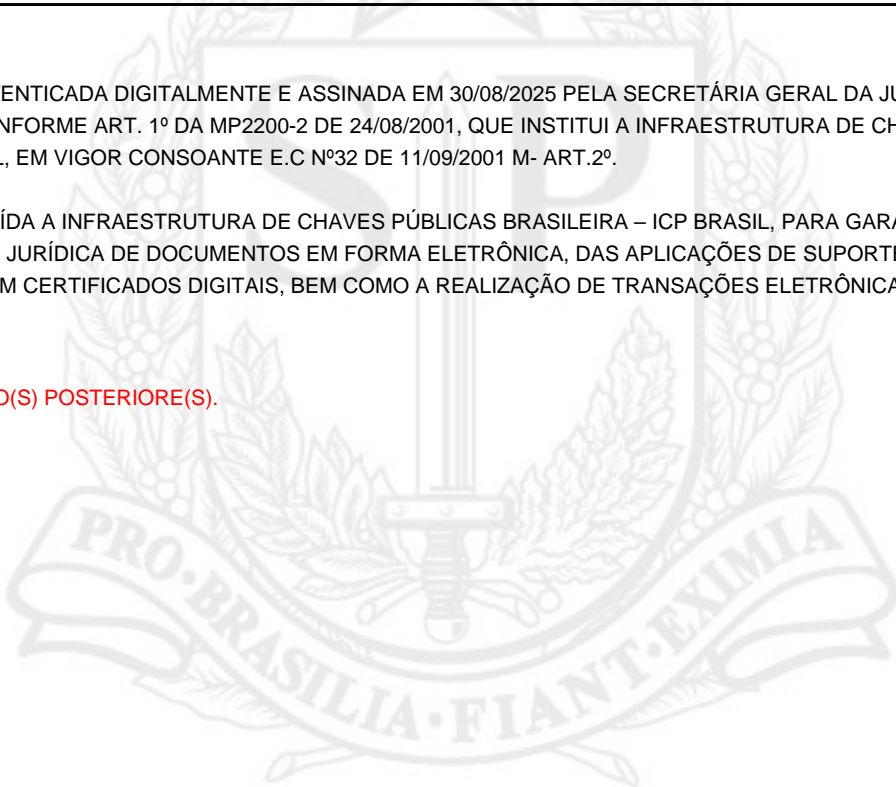 ENTICADA DIGITALMENTE E ASSINADA EM 30/08/2025 PELA SECRETÁRIA GERAL DA JU
NFORME ART. 1º DA MP2200-2 DE 24/08/2001, QUE INSTITUI A INFRAESTRUTURA DE CH
L, EM VIGOR CONSOANTE E.C Nº32 DE 11/09/2001 M- ART.2º.
ÍDA A INFRAESTRUTURA DE CHAVES PÚBLICAS BRASILEIRA – ICP BRASIL, PARA GARA
JURÍDICA DE DOCUMENTOS EM FORMA ELETRÔNICA, DAS APLICAÇÕES DE SUPORTE
M CERTIFICADOS DIGITAIS, BEM COMO A REALIZAÇÃO DE TRANSAÇÕES ELETRÔNICA
O(S) POSTERIORE(S).
SP
PRO·BRASILIA·FIANT·EXIMIA